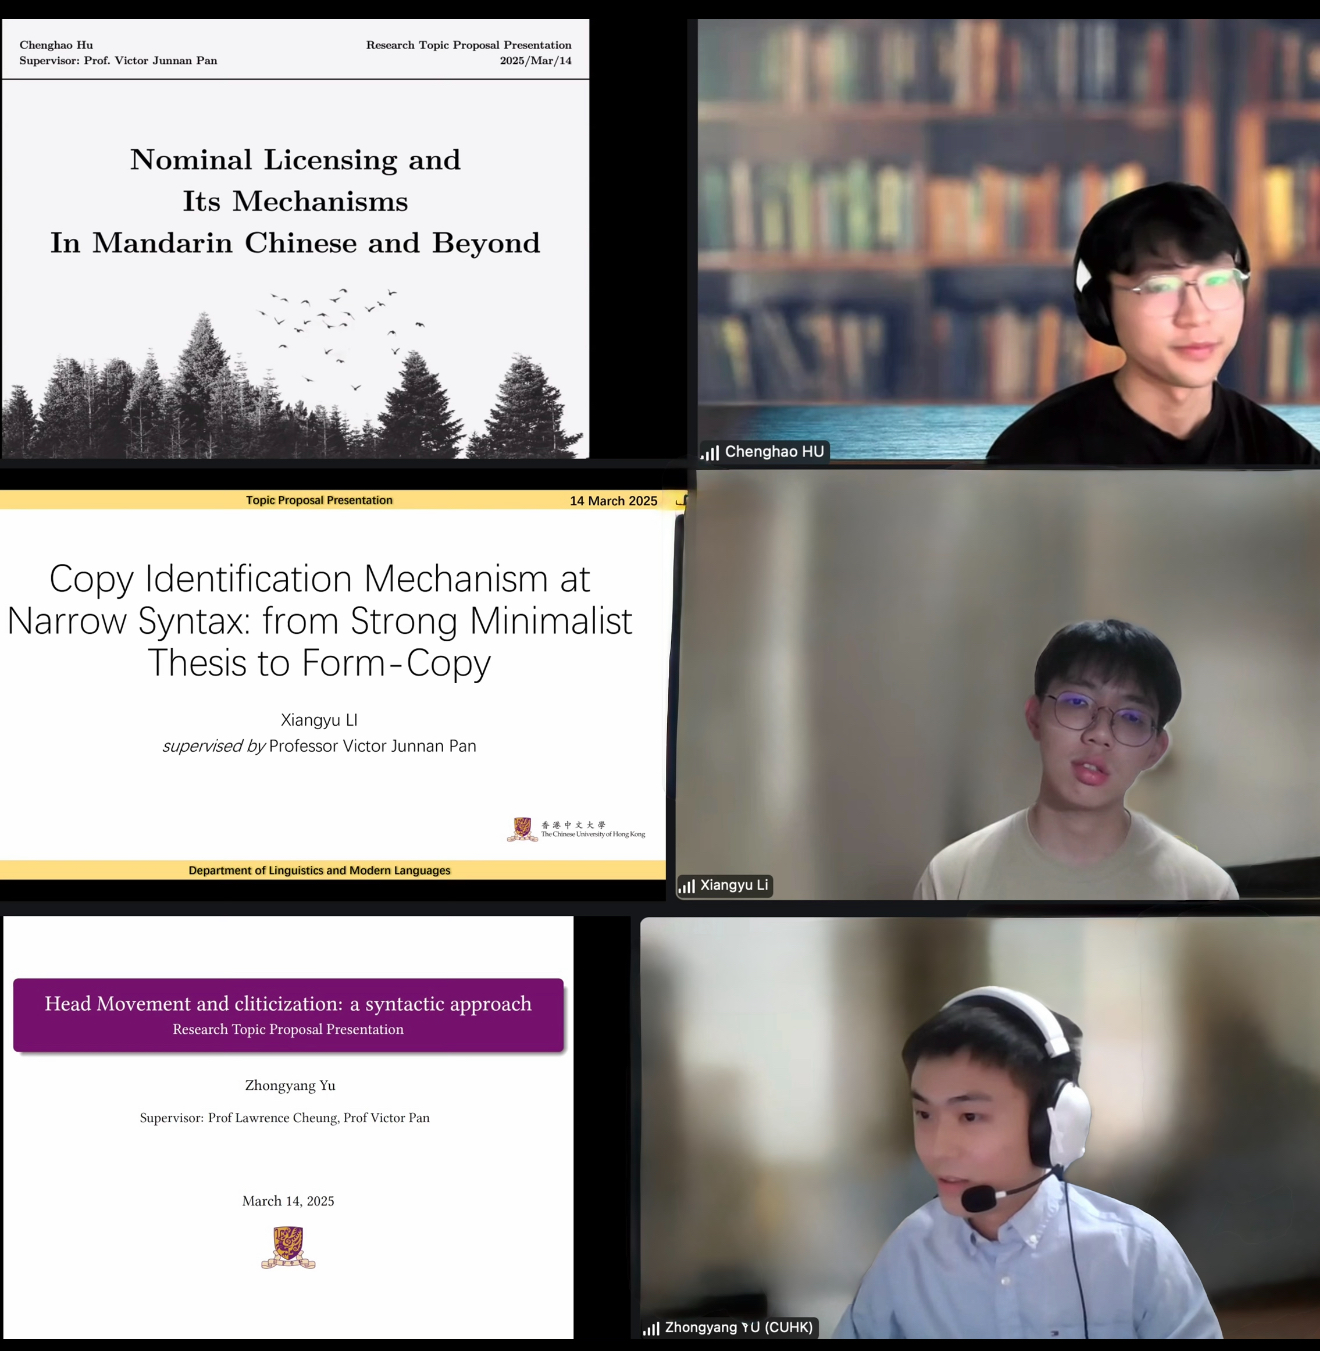 Chenghao Hu
Supervisor: Prof. Victor Junnan Pan
Research Topic Proposal Presentation
2025/Mar/14
Nominal Licensing and
Its Mechanisms
In Mandarin Chinese and Beyond
Chenghao HU
Topic Proposal Presentation
14 March 2025
Copy Identification Mechanism at
Narrow Syntax: from Strong Minimalist
Thesis to Form-Copy
Xiangyu LI
supervised by Professor Victor Junnan Pan
香港中文大學
The Chinese University of Hong Kong
Department of Linguistics and Modern Languages
Xiangyu Li
Head Movement and cliticization: a syntactic approach
Research Topic Proposal Presentation
Zhongyang Yu
Supervisor: Prof Lawrence Cheung, Prof Victor Pan
March 14, 2025
Zhongyang YU (CUHK)